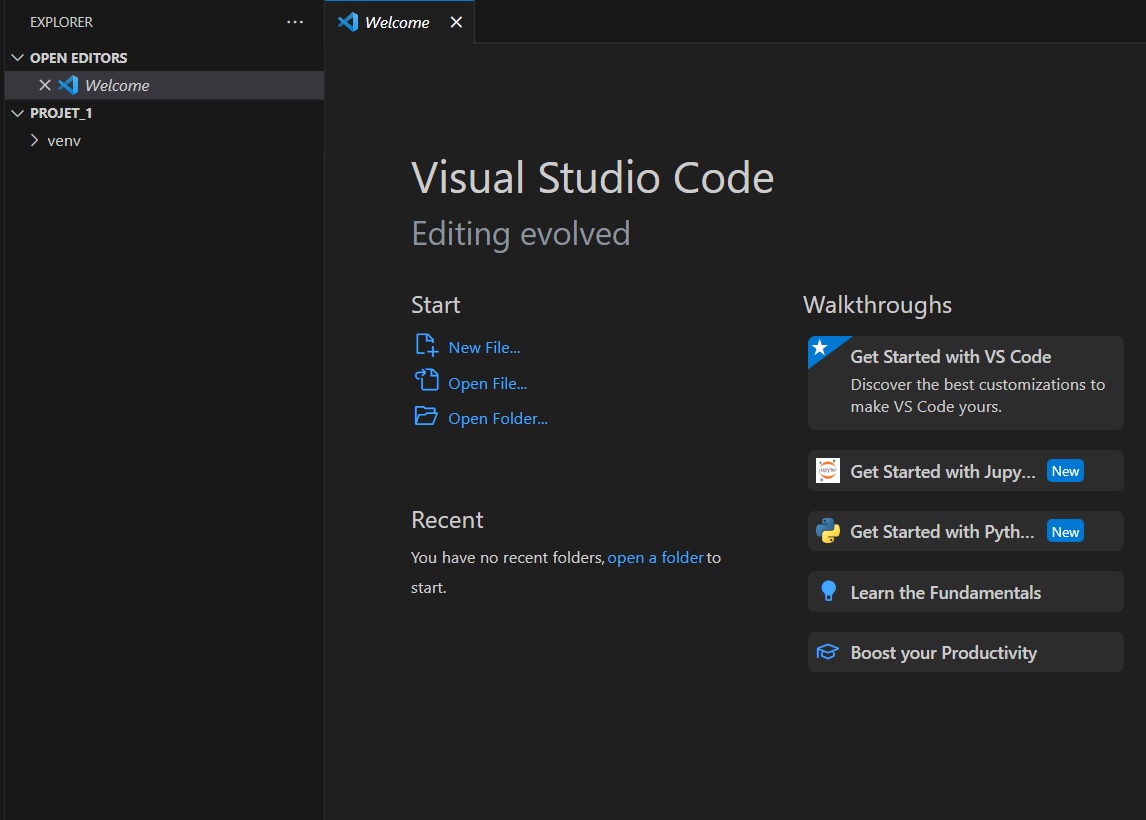 EXPLORER
Welcome
OPEN EDITORS
Welcome
PROJET_1
venv
Visual Studio Code
Editing evolved
Start
New File...
Open File...
Open Folder...
Recent
You have no recent folders, open a folder to
start.
Walkthroughs
Get Started with VS Code
Discover the best customizations to
make VS Code yours.
Get Started with Jupy... New
Get Started with Pyth... New
Learn the Fundamentals
Boost your Productivity